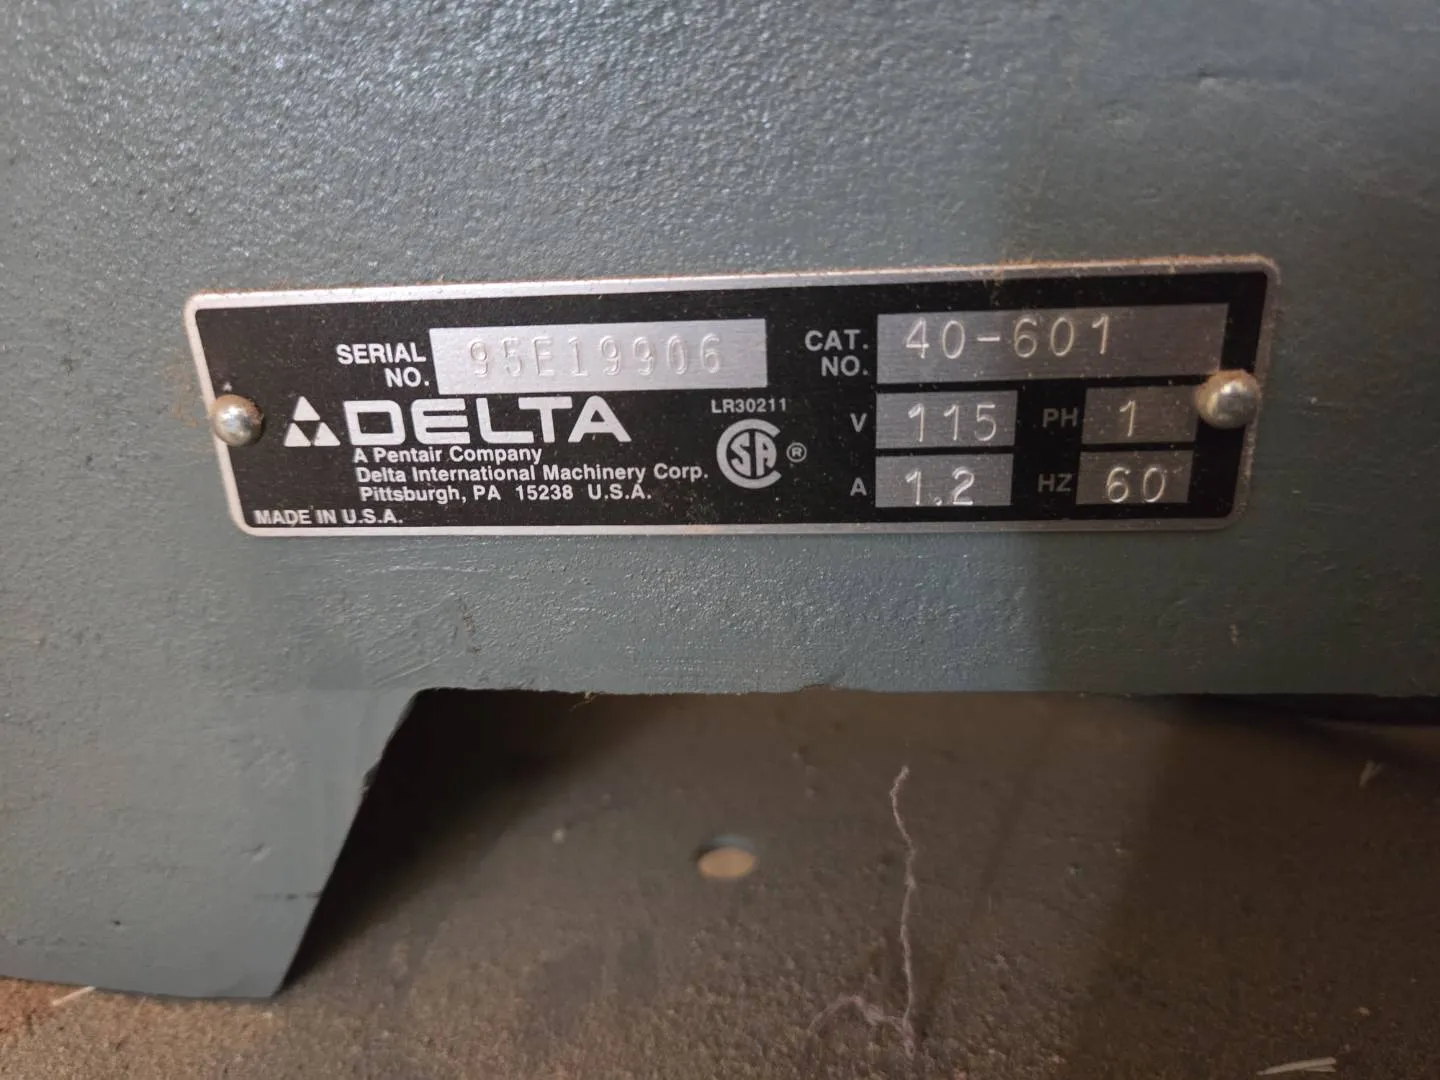 SERIAL NO. 95E19906
CAT. NO. 40-601
DELTA
LR30211
CSA ®
V 115 PH 1
A Pentair Company
Delta International Machinery Corp.
A 1.2 HZ 60
Pittsburgh, PA 15238 U.S.A.
MADE IN U.S.A.